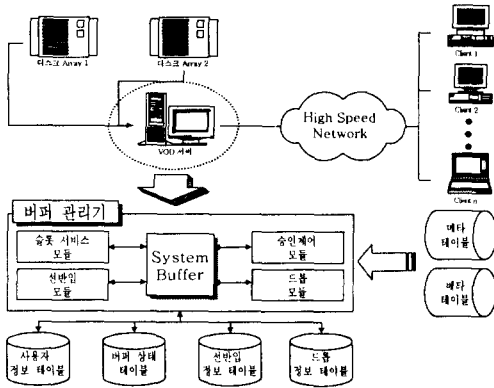 디스크 Array 1
디스크 Array 2
Client 1
Client 2
Client n
VOD 서버
High Speed
Network
버퍼 관리기
슬롯 서비스
모듈
선반입
모듈
System
Buffer
승인제어
모듈
드롭
모듈
메타
테이블
메타
테이블
사용자
정보 테이블
버퍼 상태
테이블
선반입
정보 테이블
드롭
정보 테이블